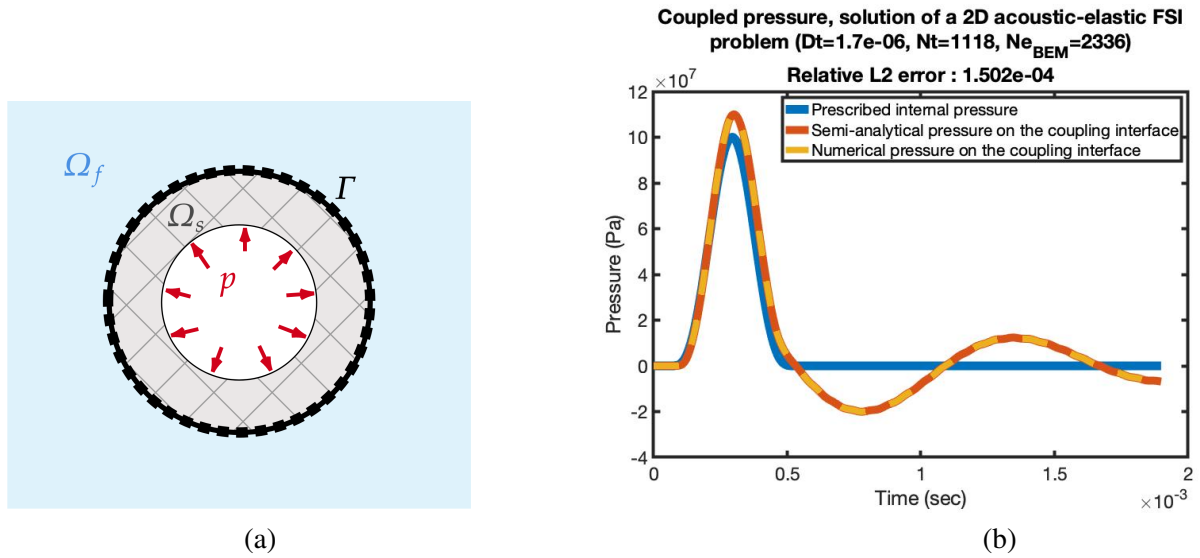 Ω_f
Γ
Ω_s
p
(a)
Coupled pressure, solution of a 2D acoustic-elastic FSI
problem (Dt=1.7e-06, Nt=1118, Ne_BEM=2336)
Relative L2 error : 1.502e-04
×10^7
12
10
8
6
4
2
0
-2
-4
Pressure (Pa)
Prescribed internal pressure
Semi-analytical pressure on the coupling interface
Numerical pressure on the coupling interface
0
0.5
1
1.5
2
Time (sec)
×10^-3
(b)